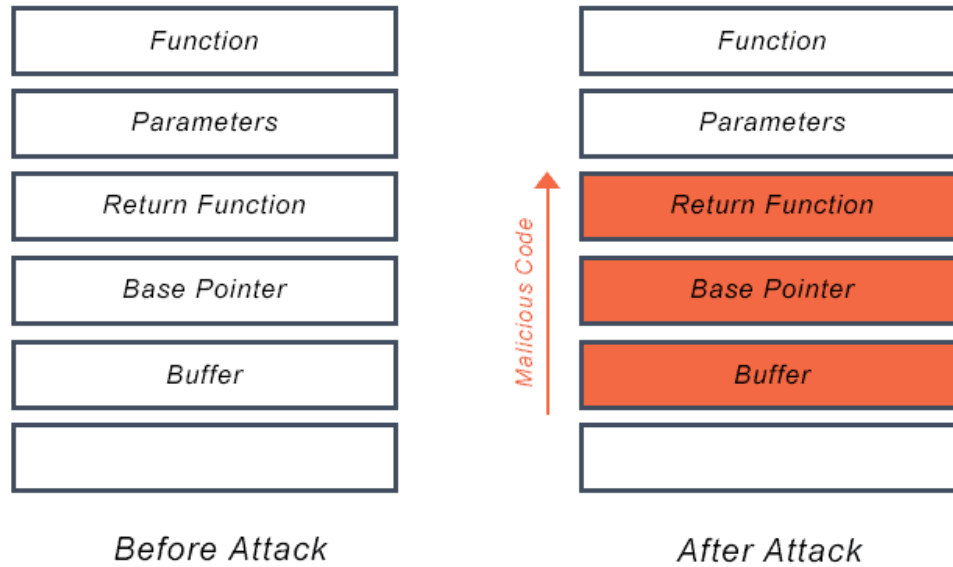 Function
Parameters
Return Function
Base Pointer
Buffer
Before Attack
Malicious Code
Function
Parameters
Return Function
Base Pointer
Buffer
After Attack